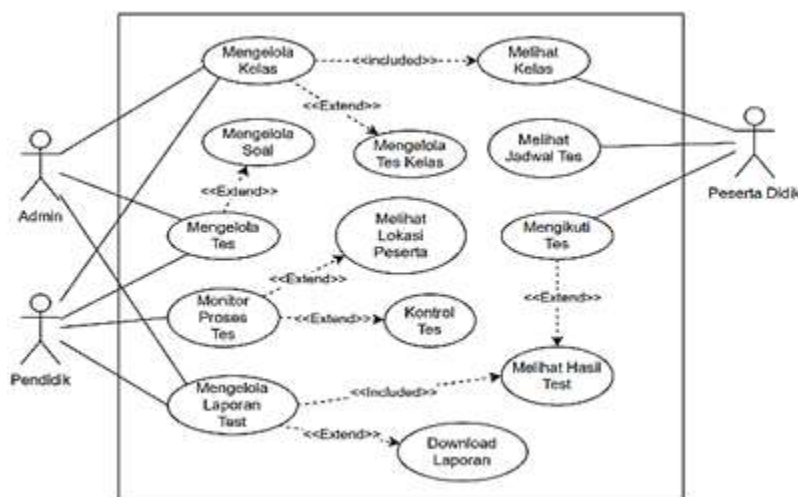 Mengelola
Kelas
<<included>>
Melihat
Kelas
<<Extend>>
Mengelola
Soal
Mengelola
Tes Kelas
Melihat
Jadwal Tes
Admin
Peserta Didik
<<Extend>>
Mengelola
Tes
Melihat
Lokasi
Peserta
Mengikuti
Tes
<<Extend>>
Monitor
Proses
Tes
<<Extend>>
Kontrol
Tes
<<Extend>>
Pendidik
Mengelola
Laporan
Test
<<Included>>
Melihat Hasil
Test
<<Extend>>
Download
Laporan